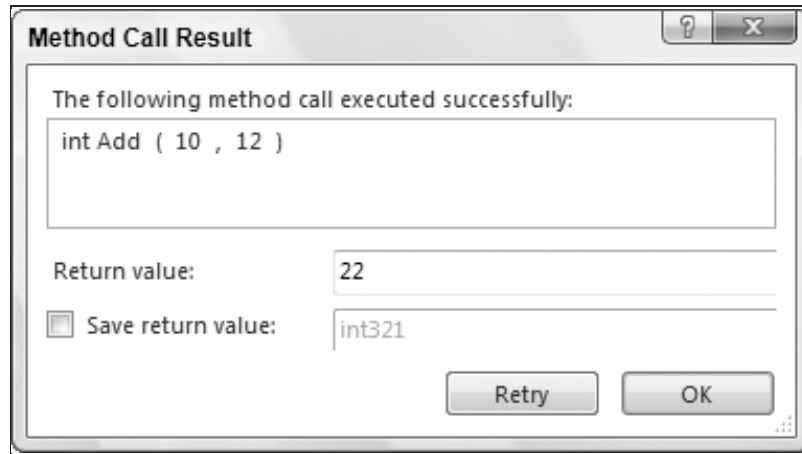 Method Call Result
?
The following method call executed successfully:
int Add ( 10 , 12 )
Return value: 22
Save return value: int321
Retry OK